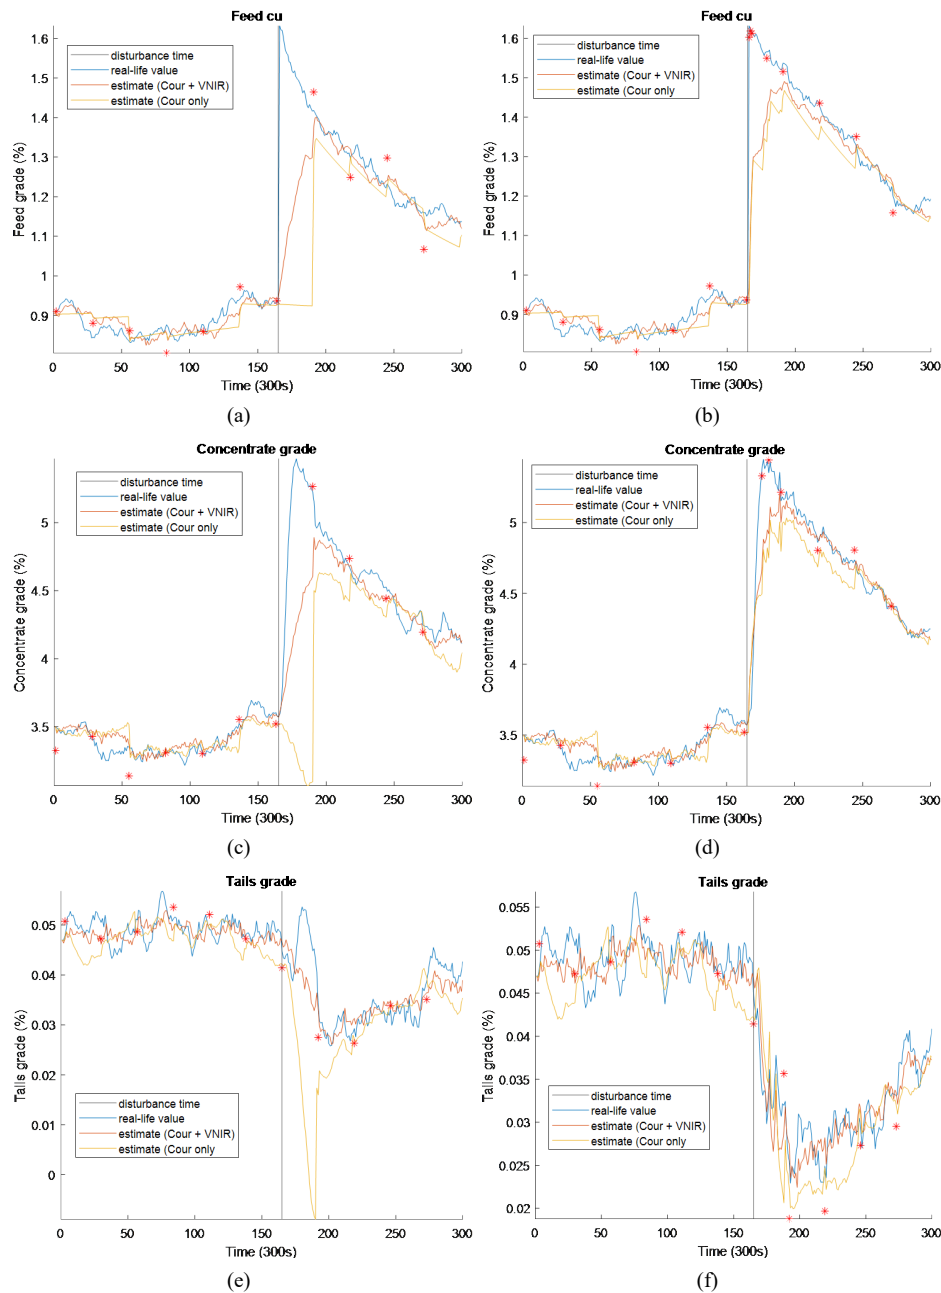 Feed cu
1.6
1.5
1.4
1.3
1.2
1.1
1
0.9
Feed grade (%)
disturbance time
real-life value
estimate (Cour + VNIR)
estimate (Cour only
0 50 100 150 200 250 300
Time (300s)
(a)
Feed cu
1.6
1.5
1.4
1.3
1.2
1.1
1
0.9
Feed grade (%)
disturbance time
real-life value
estimate (Cour + VNIR)
estimate (Cour only
0 50 100 150 200 250 300
Time (300s)
(b)
Concentrate grade
5
4.5
4
3.5
Concentrate grade (%)
disturbance time
real-life value
estimate (Cour + VNIR)
estimate (Cour only
0 50 100 150 200 250 300
Time (300s)
(c)
Concentrate grade
5
4.5
4
3.5
Concentrate grade (%)
disturbance time
real-life value
estimate (Cour + VNIR)
estimate (Cour only
0 50 100 150 200 250 300
Time (300s)
(d)
Tails grade
0.05
0.04
0.03
0.02
0.01
0
Tails grade (%)
disturbance time
real-life value
estimate (Cour + VNIR)
estimate (Cour only
0 50 100 150 200 250 300
Time (300s)
(e)
Tails grade
0.055
0.05
0.045
0.04
0.035
0.03
0.025
0.02
Tails grade (%)
disturbance time
real-life value
estimate (Cour + VNIR)
estimate (Cour only
0 50 100 150 200 250 300
Time (300s)
(f)